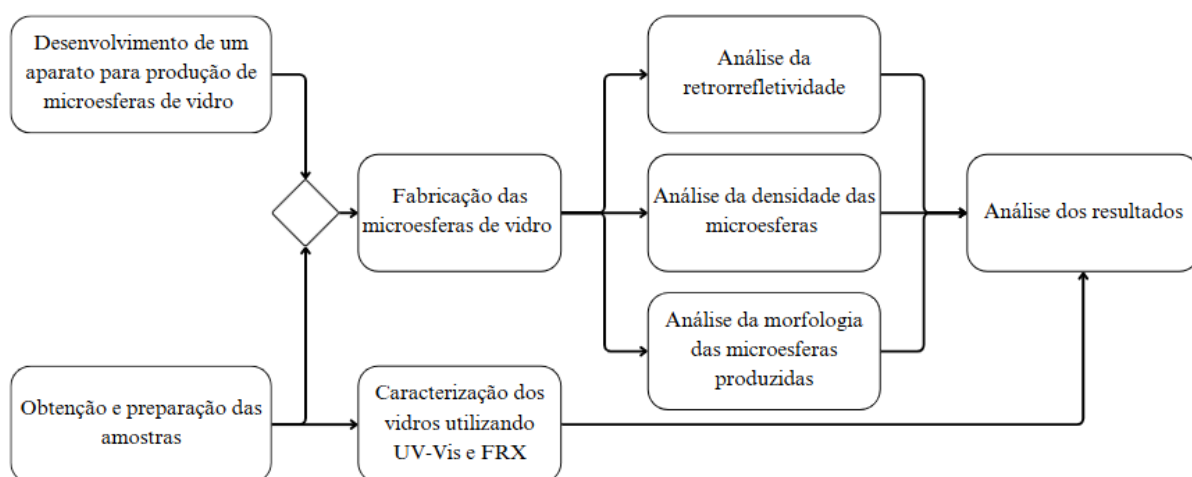 Desenvolvimento de um
aparato para produção de
microesferas de vidro
Análise da
retrorrefletividade
Fabricação das
microesferas de vidro
Análise da densidade das
microesferas
Análise dos resultados
Análise da morfologia
das microesferas
produzidas
Obtenção e preparação das
amostras
Caracterização dos
vidros utilizando
UV-Vis e FRX